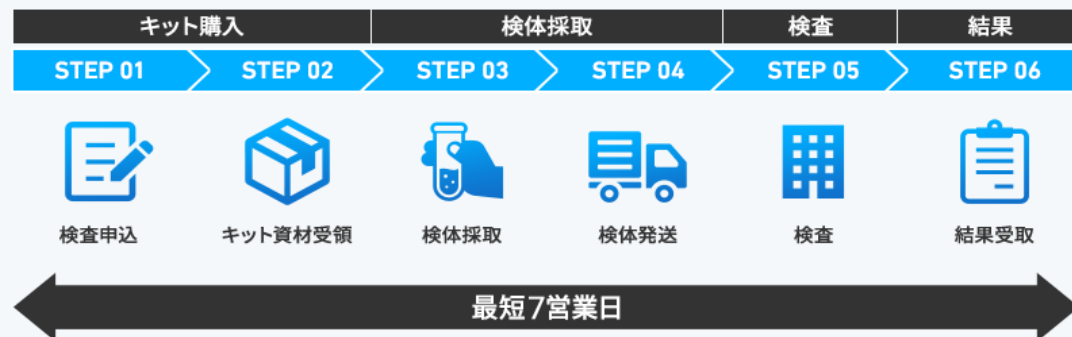 キット購入 検体採取 検査 結果
STEP 01 STEP 02 STEP 03 STEP 04 STEP 05 STEP 06
検査申込 キット資材受領 検体採取 検体発送 検査 結果受取
最短7営業日